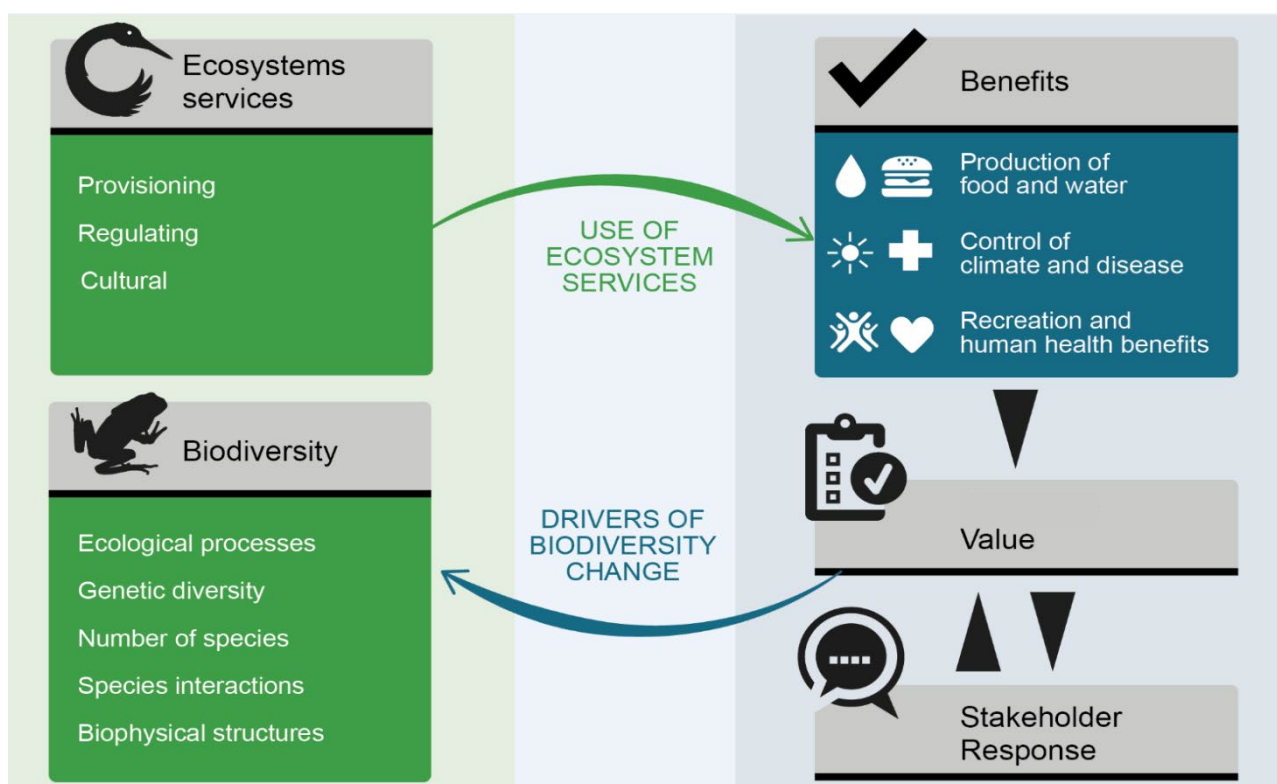 Ecosystems
services
Provisioning
Regulating
Cultural
USE OF
ECOSYSTEM
SERVICES
Benefits
Production of
food and water
Control of
climate and disease
Recreation and
human health benefits
Biodiversity
Ecological processes
Genetic diversity
Number of species
Species interactions
Biophysical structures
DRIVERS OF
BIODIVERSITY
CHANGE
Value
Stakeholder
Response